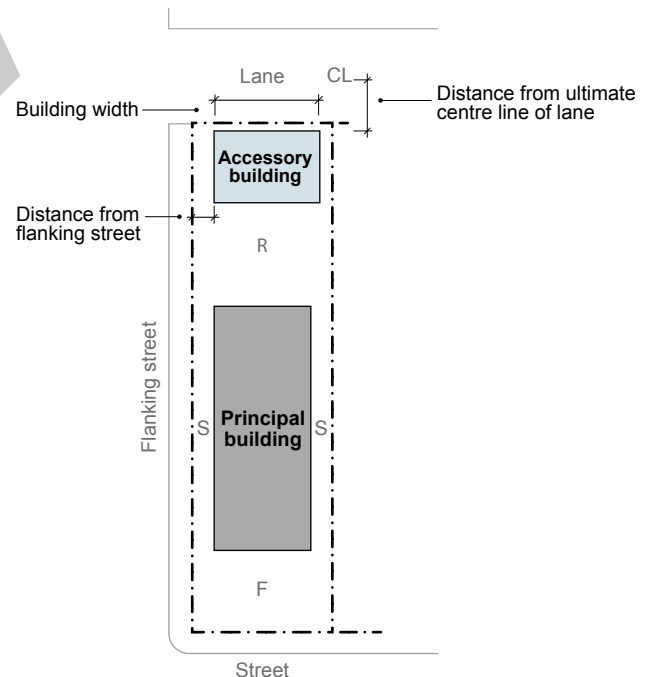 Lane
CL
Distance from ultimate
centre line of lane
Building width
Accessory
building
Distance from
flanking street
R
Flanking street
S
Principal
building
S
F
Street